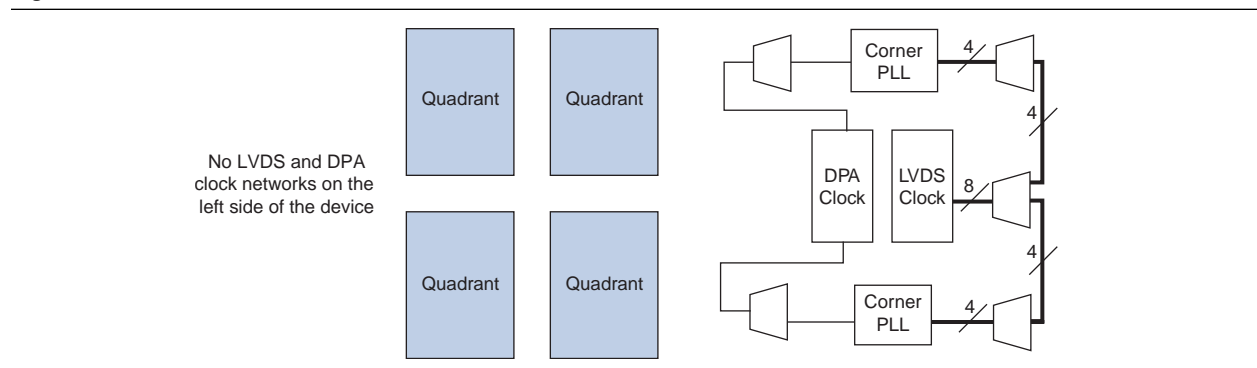 Quadrant
Quadrant
Corner
PLL
4
4
No LVDS and DPA
clock networks on the
left side of the device
DPA
Clock
LVDS
Clock
8
Quadrant
Quadrant
4
Corner
PLL
4